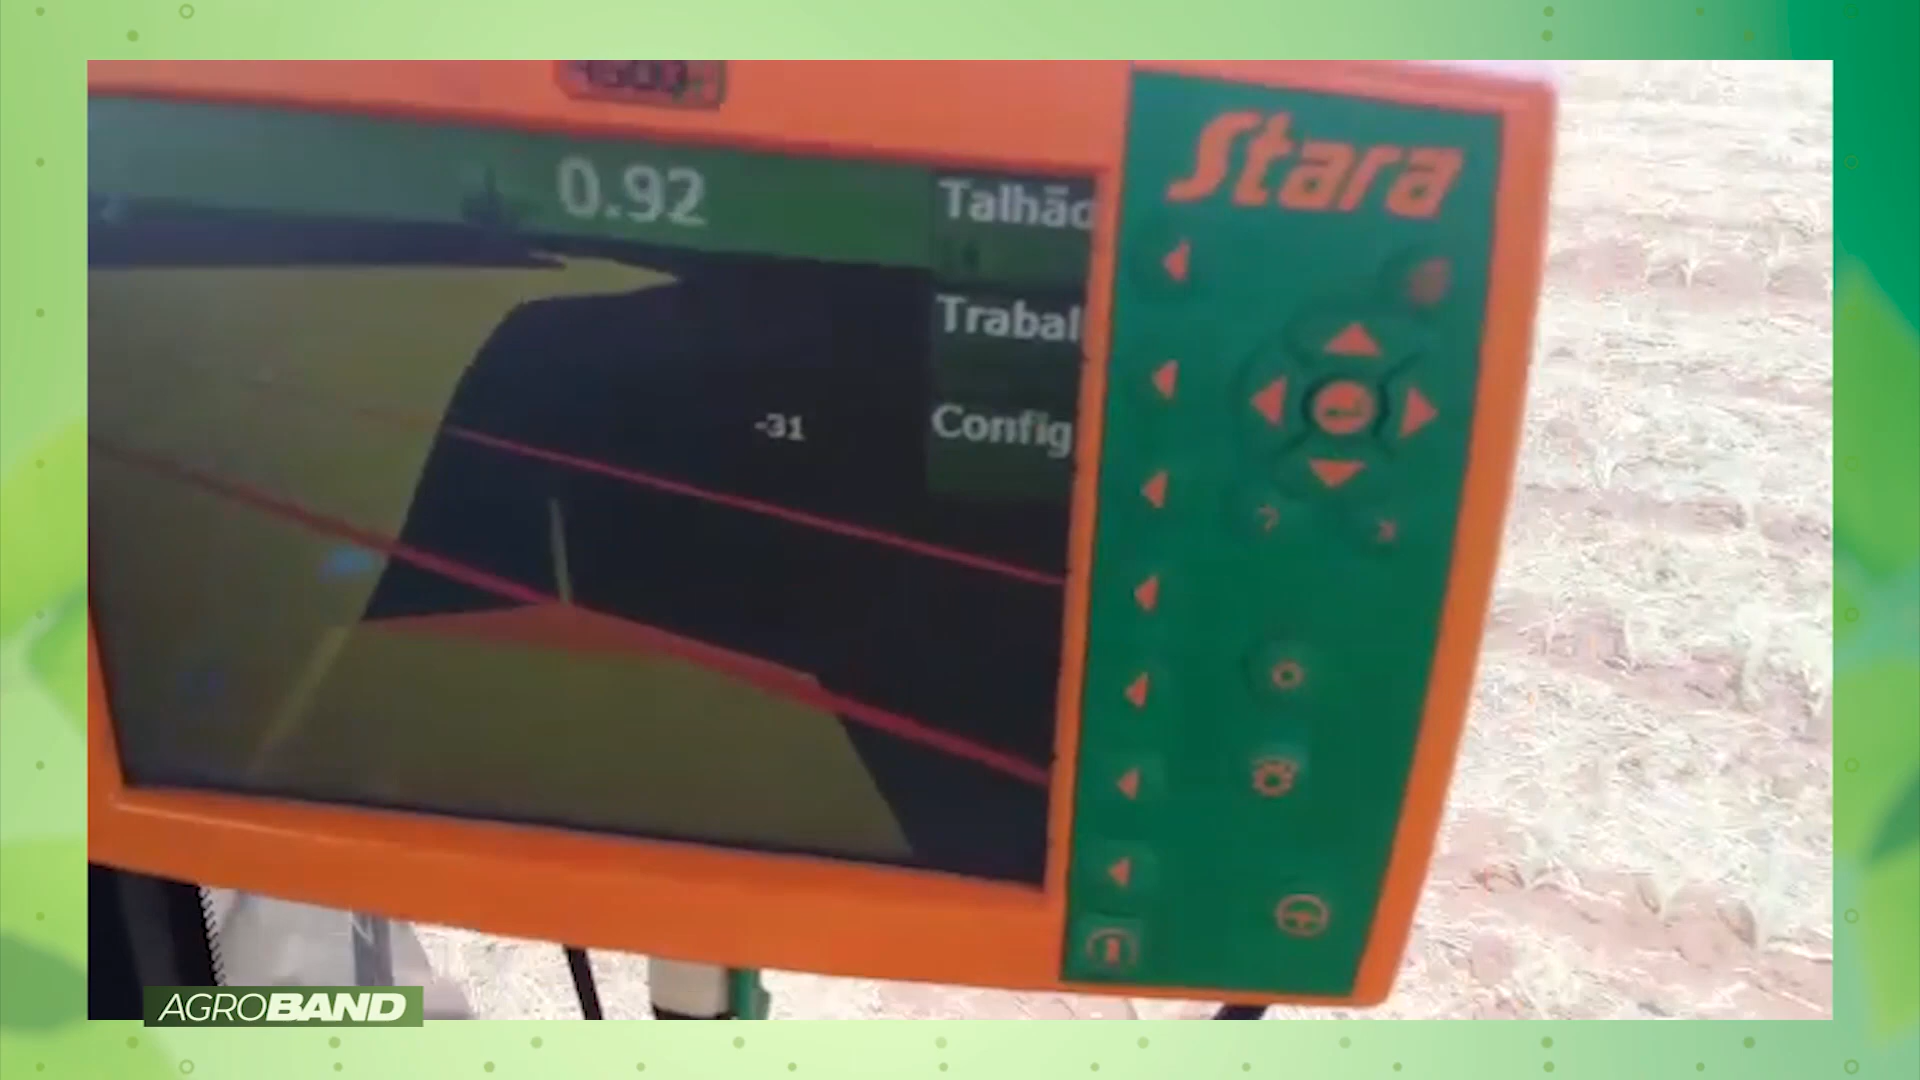 0.92
Talhão
Trabal
Config
-31
Stara
AGROBAND